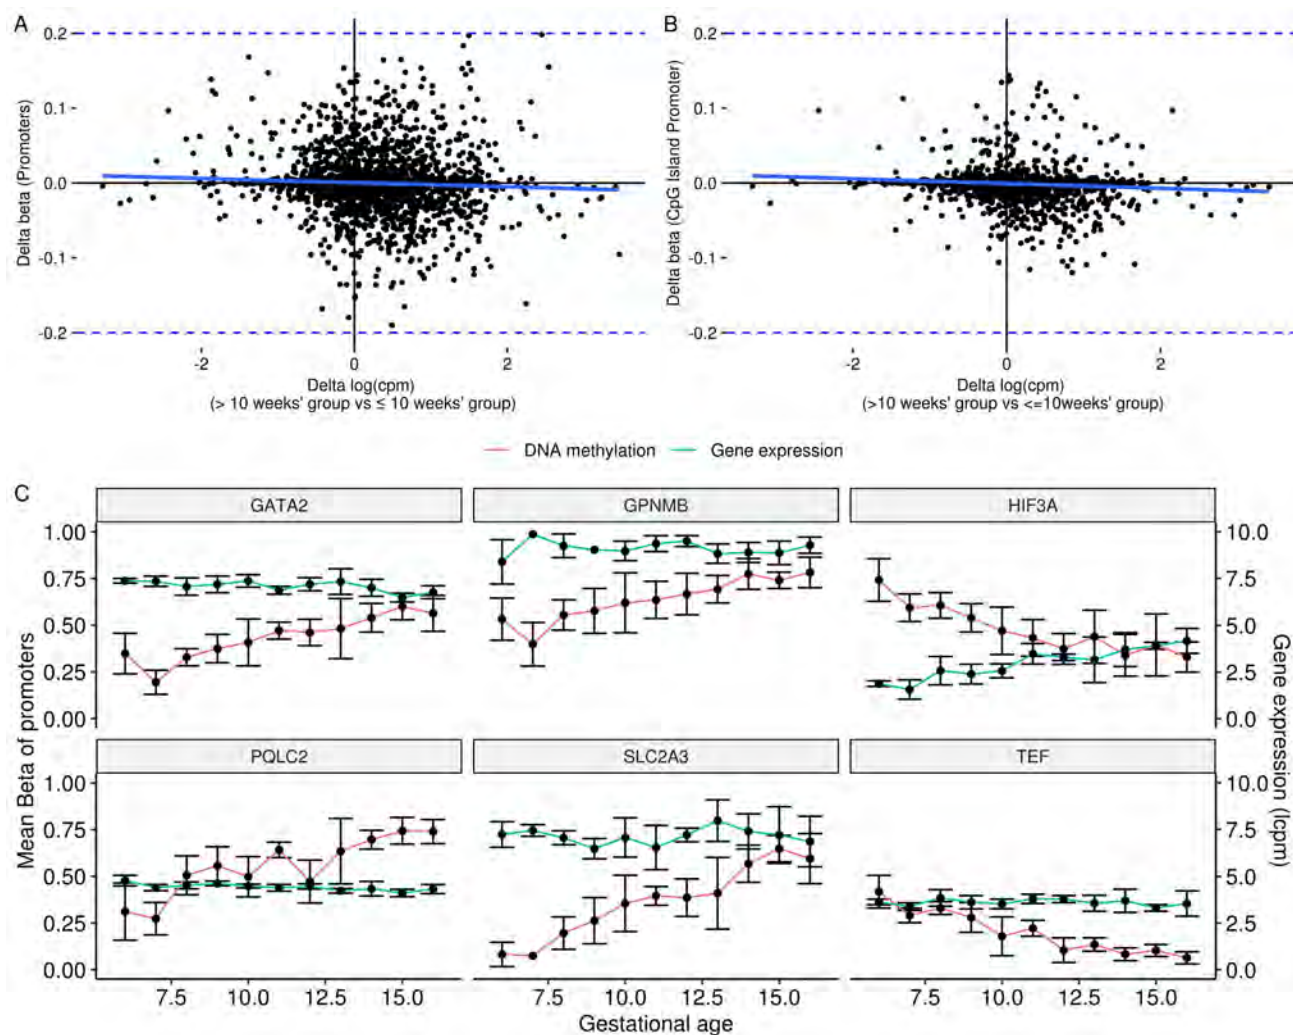 A
B
0.2
0.1
0.0
-0.1
-0.2
Delta beta (Promoters)
-2
0
2
Delta log(cpm)
(> 10 weeks' group vs ≤ 10 weeks' group)
0.2
0.1
0.0
-0.1
-0.2
Delta beta (CpG Island Promoter)
-2
0
2
Delta log(cpm)
(>10 weeks' group vs <=10weeks' group)
DNA methylation
Gene expression
C
GATA2
GPNMB
HIF3A
1.00
0.75
0.50
0.25
0.00
10.0
7.5
5.0
2.5
0.0
PQLC2
SLC2A3
TEF
1.00
0.75
0.50
0.25
0.00
10.0
7.5
5.0
2.5
0.0
Mean Beta of promoters
Gene expression (lcpm)
7.5 10.0 12.5 15.0
7.5 10.0 12.5 15.0
7.5 10.0 12.5 15.0
Gestational age